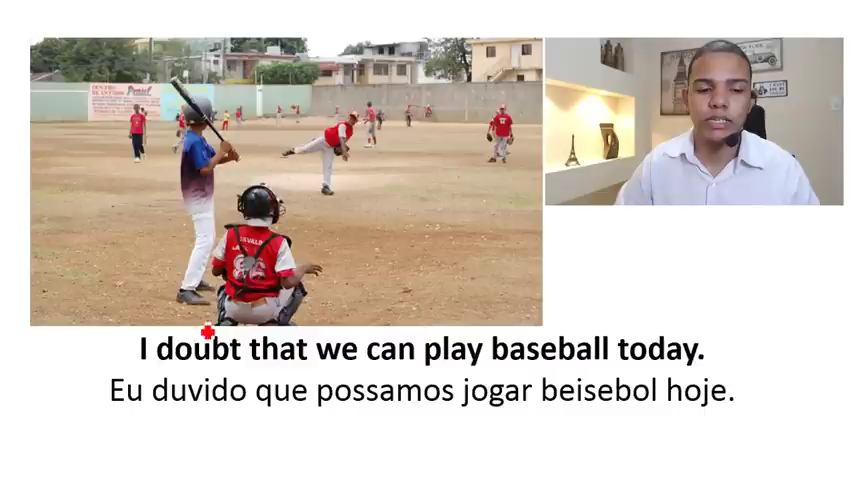 I doubt that we can play baseball today.
Eu duvido que possamos jogar beisebol hoje.